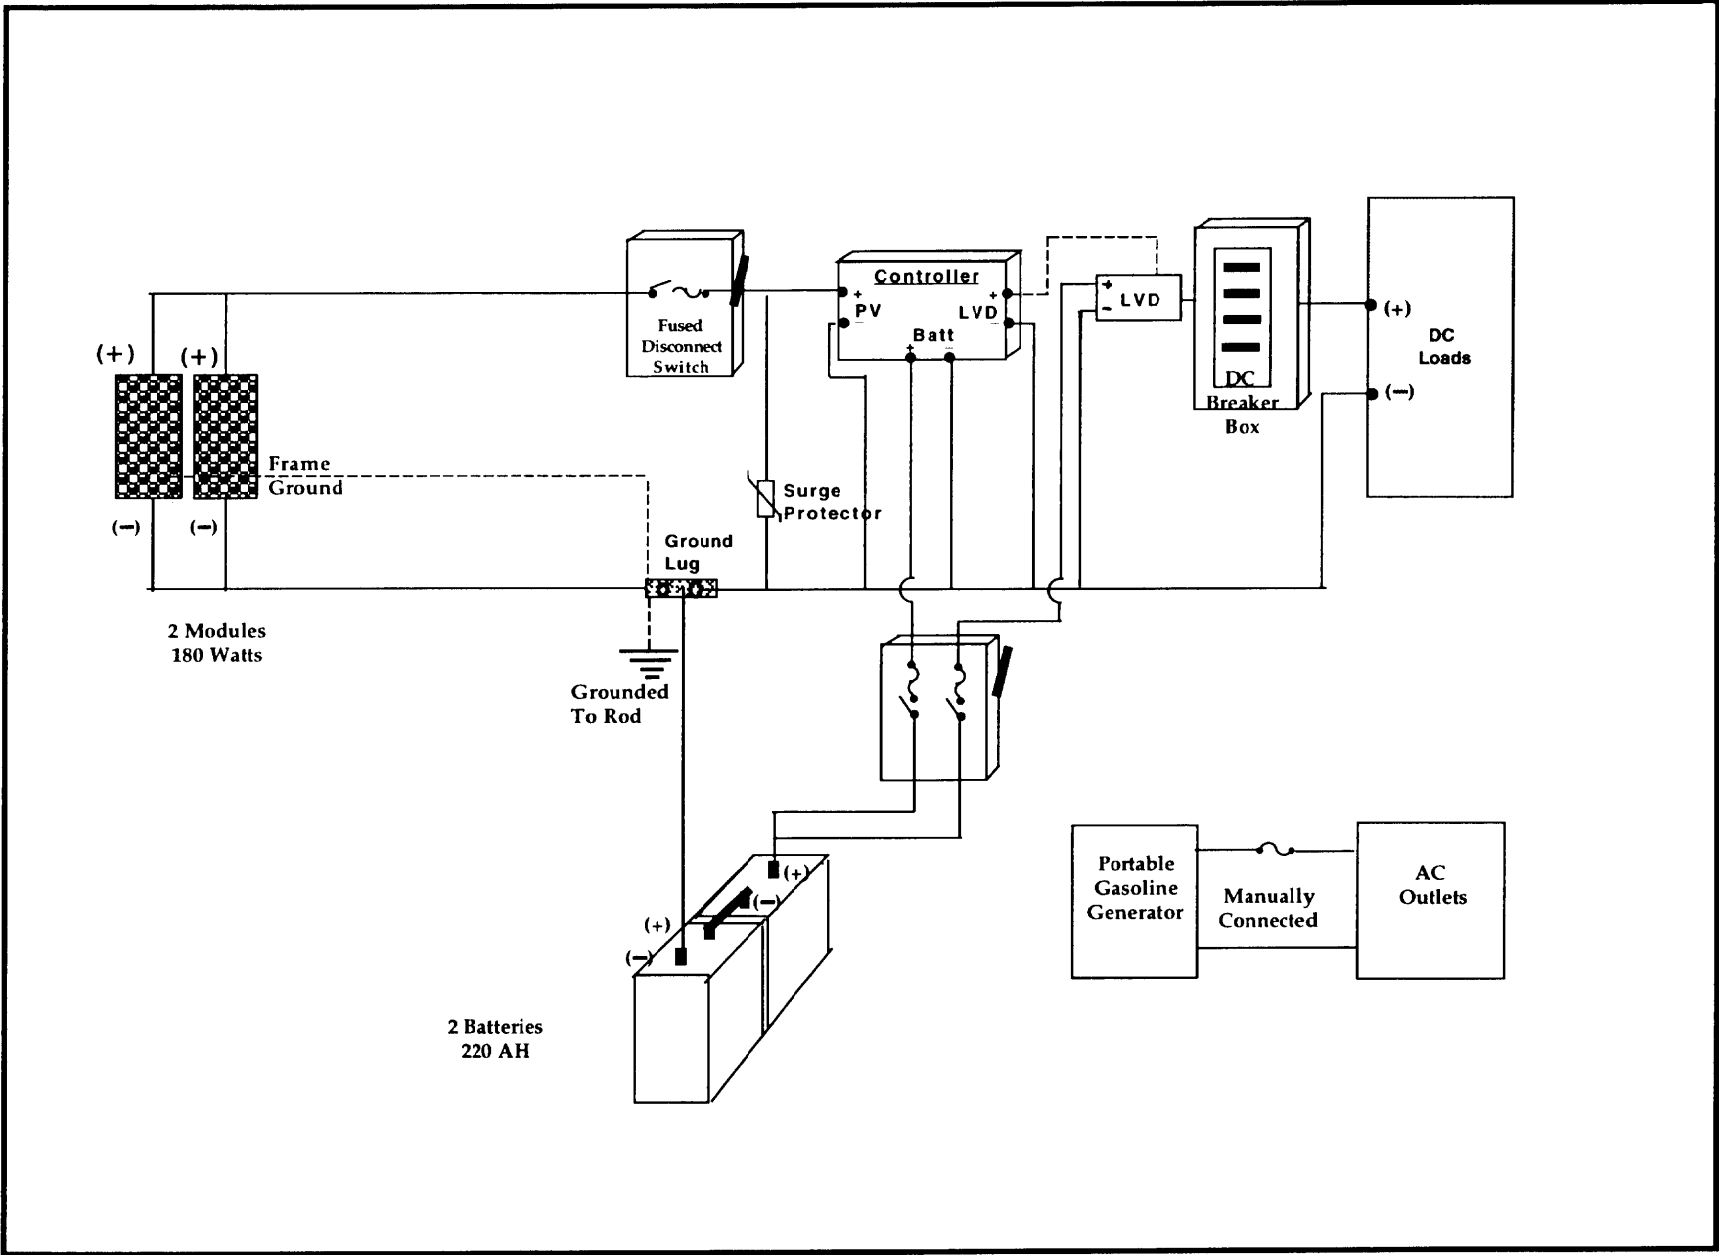 (+)
(+)
(−)
(−)
Frame
Ground
2 Modules
180 Watts
Fused
Disconnect
Switch
Surge
Protector
Ground
Lug
Grounded
To Rod
Controller
+
PV
−
+
LVD
−
Batt
+
−
+
−
LVD
DC
Breaker
Box
(+)
(−)
DC
Loads
(+)
(−)
(+)
(−)
2 Batteries
220 AH
Portable
Gasoline
Generator
Manually
Connected
AC
Outlets